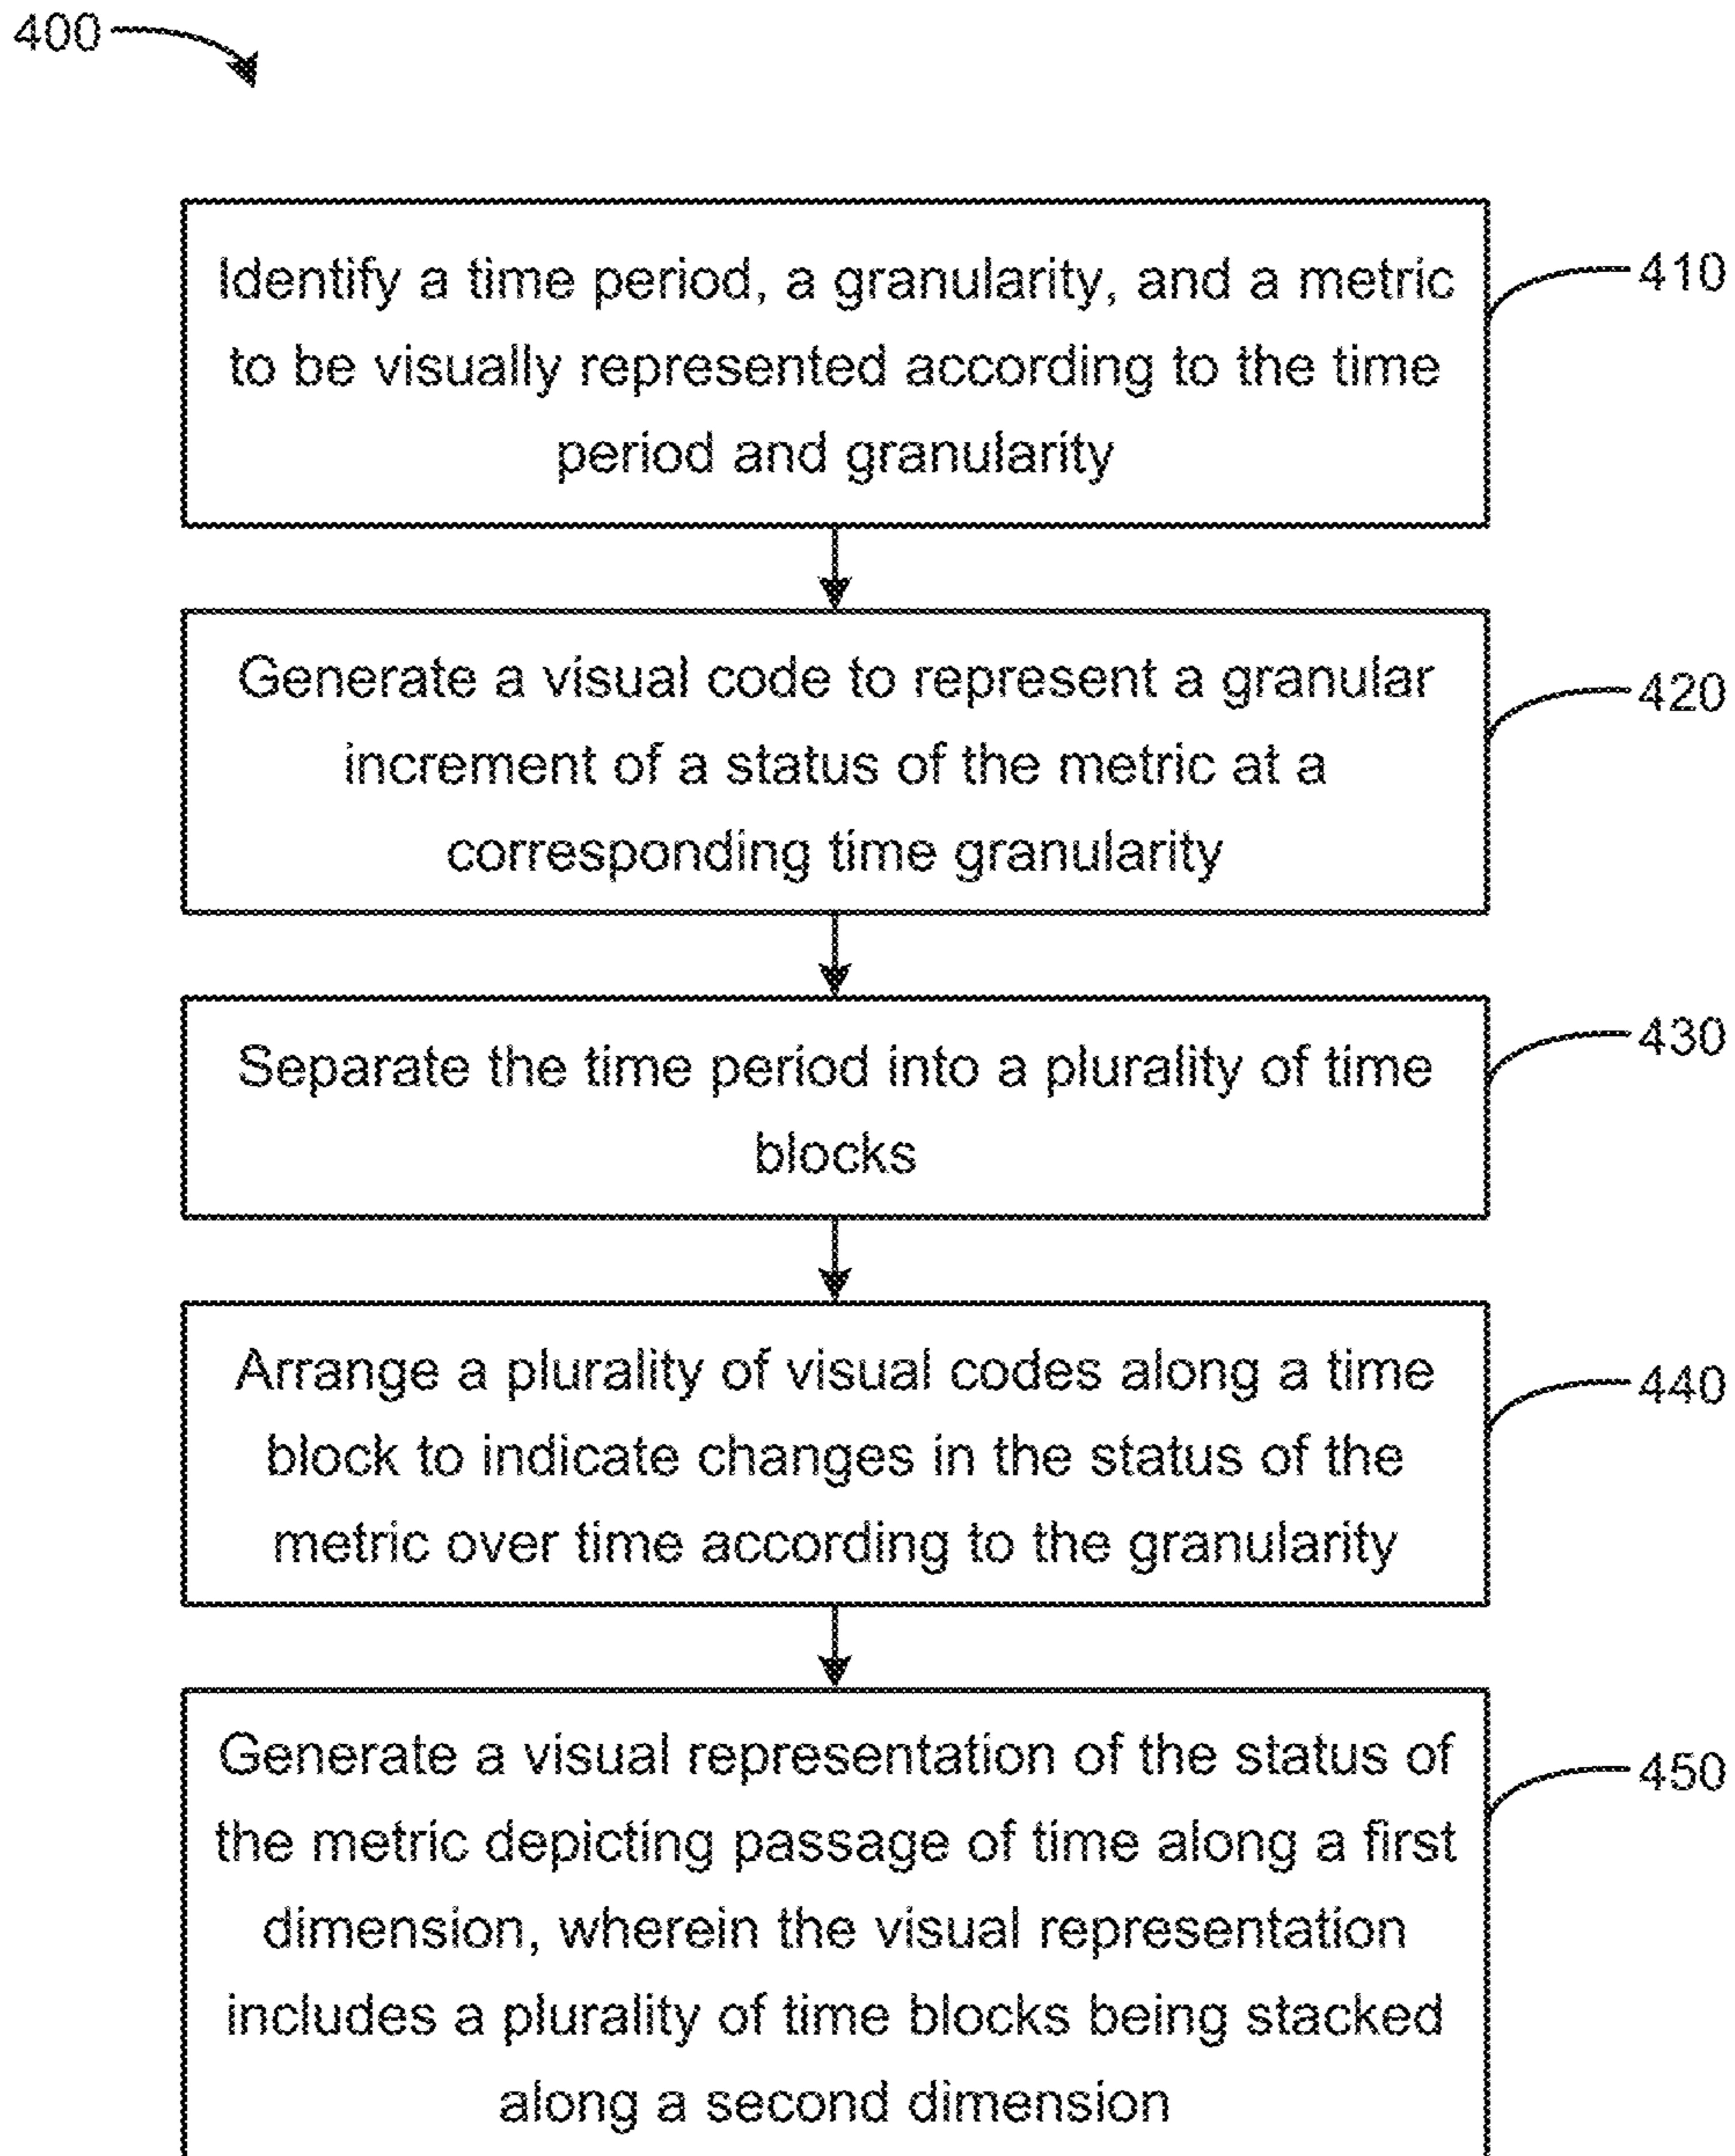 400
Identify a time period, a granularity, and a metric
to be visually represented according to the time
period and granularity
410
Generate a visual code to represent a granular
increment of a status of the metric at a
corresponding time granularity
420
Separate the time period into a plurality of time
blocks
430
Arrange a plurality of visual codes along a time
block to indicate changes in the status of the
metric over time according to the granularity
440
Generate a visual representation of the status of
the metric depicting passage of time along a first
dimension, wherein the visual representation
includes a plurality of time blocks being stacked
along a second dimension
450